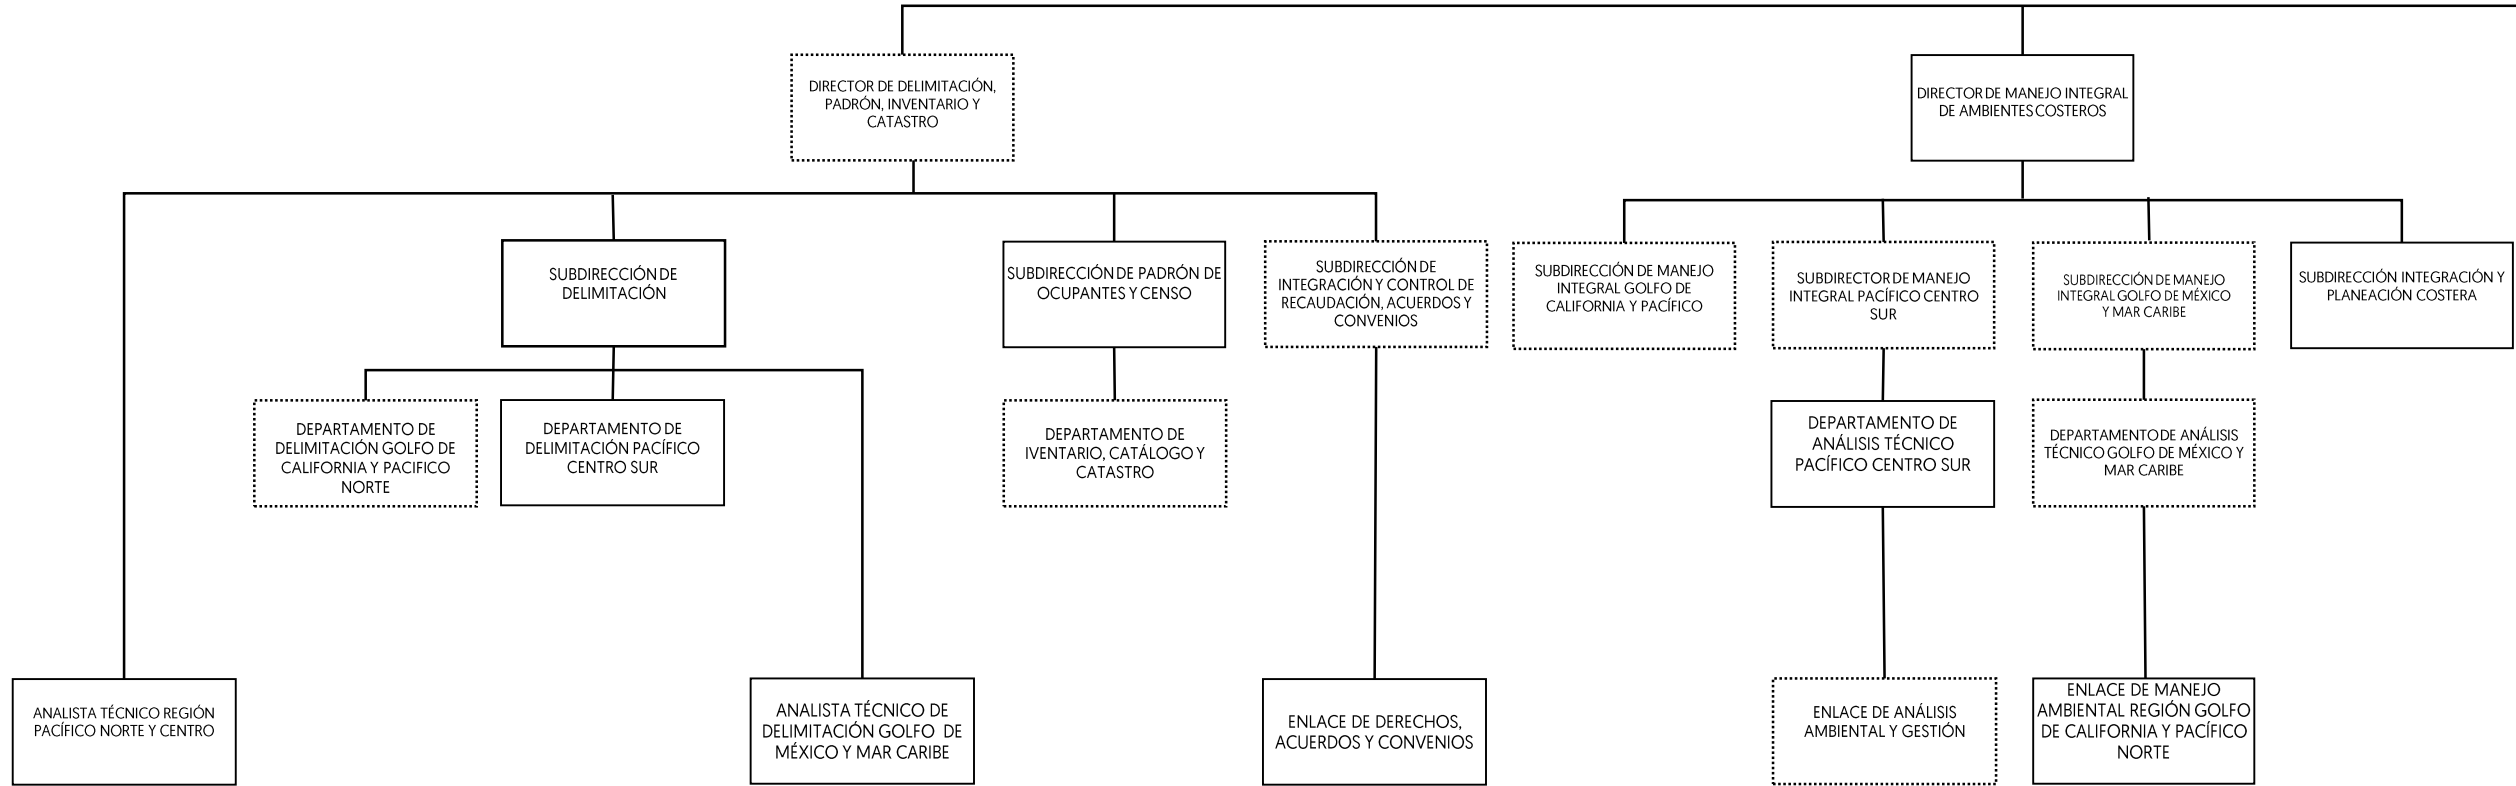 DIRECTOR DE DELIMITACIÓN,
PADRÓN, INVENTARIO Y
CATASTRO
DIRECTOR DE MANEJO INTEGRAL
DE AMBIENTES COSTEROS
SUBDIRECCIÓN DE
DELIMITACIÓN
SUBDIRECCIÓN DE PADRÓN DE
OCUPANTES Y CENSO
SUBDIRECCIÓN DE
INTEGRACIÓN Y CONTROL DE
RECAUDACIÓN, ACUERDOS Y
CONVENIOS
SUBDIRECCIÓN DE MANEJO
INTEGRAL GOLFO DE
CALIFORNIA Y PACÍFICO
SUBDIRECTOR DE MANEJO
INTEGRAL PACÍFICO CENTRO
SUR
SUBDIRECCIÓN DE MANEJO
INTEGRAL GOLFO DE MÉXICO
Y MAR CARIBE
SUBDIRECCIÓN INTEGRACIÓN Y
PLANEACIÓN COSTERA
DEPARTAMENTO DE
DELIMITACIÓN GOLFO DE
CALIFORNIA Y PACIFICO
NORTE
DEPARTAMENTO DE
DELIMITACIÓN PACÍFICO
CENTRO SUR
DEPARTAMENTO DE
IVENTARIO, CATÁLOGO Y
CATASTRO
DEPARTAMENTO DE
ANÁLISIS TÉCNICO
PACÍFICO CENTRO SUR
DEPARTAMENTO DE ANÁLISIS
TÉCNICO GOLFO DE MÉXICO Y
MAR CARIBE
ANALISTA TÉCNICO REGIÓN
PACÍFICO NORTE Y CENTRO
ANALISTA TÉCNICO DE
DELIMITACIÓN GOLFO DE
MÉXICO Y MAR CARIBE
ENLACE DE DERECHOS,
ACUERDOS Y CONVENIOS
ENLACE DE ANÁLISIS
AMBIENTAL Y GESTIÓN
ENLACE DE MANEJO
AMBIENTAL REGIÓN GOLFO
DE CALIFORNIA Y PACÍFICO
NORTE